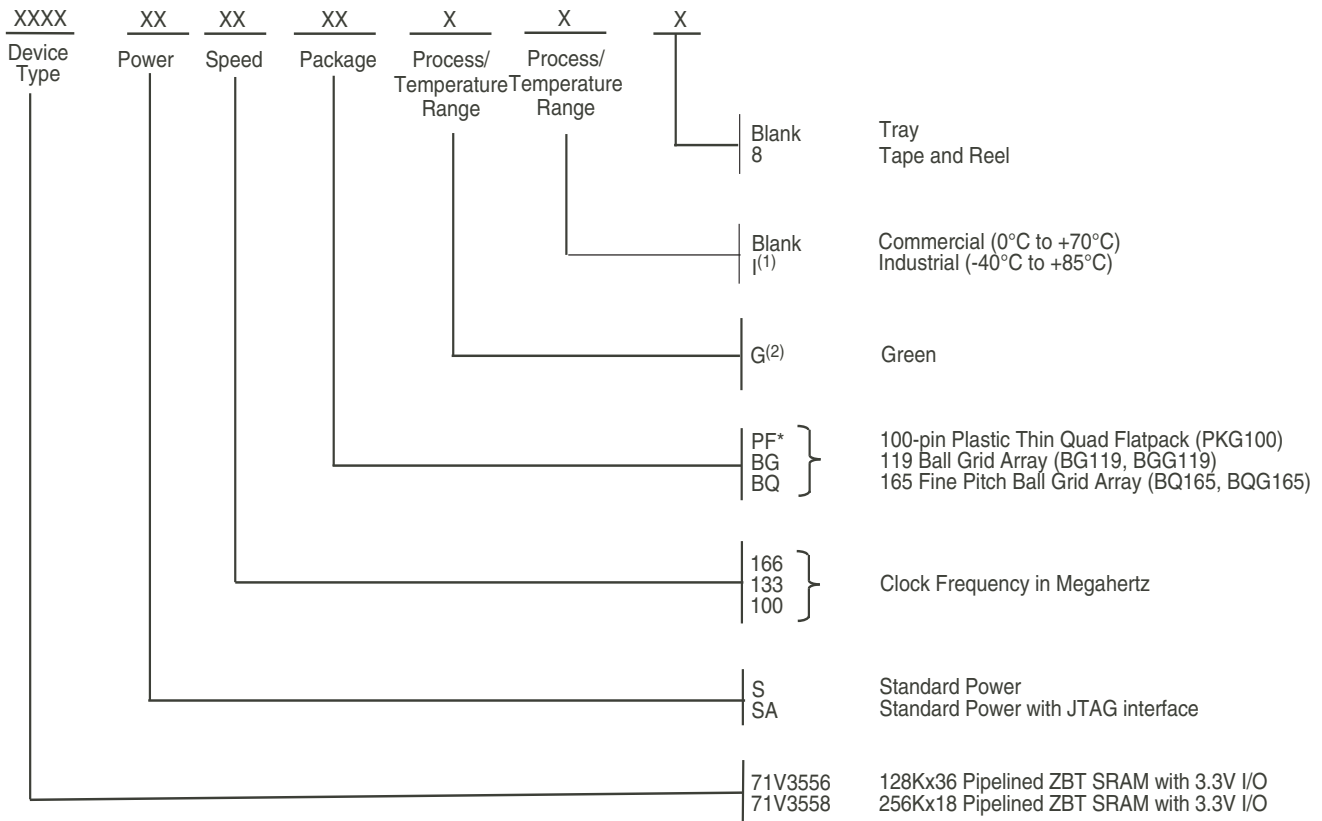 XXXX XX XX XX X X X
Device Type
Power
Speed
Package
Process/
Temperature
Range
Process/
Temperature
Range
Blank Tray
8 Tape and Reel
Blank Commercial (0°C to +70°C)
I(1) Industrial (-40°C to +85°C)
G(2) Green
PF* 100-pin Plastic Thin Quad Flatpack (PKG100)
BG 119 Ball Grid Array (BG119, BGG119)
BQ 165 Fine Pitch Ball Grid Array (BQ165, BQG165)
166
133 Clock Frequency in Megahertz
100
S Standard Power
SA Standard Power with JTAG interface
71V3556 128Kx36 Pipelined ZBT SRAM with 3.3V I/O
71V3558 256Kx18 Pipelined ZBT SRAM with 3.3V I/O